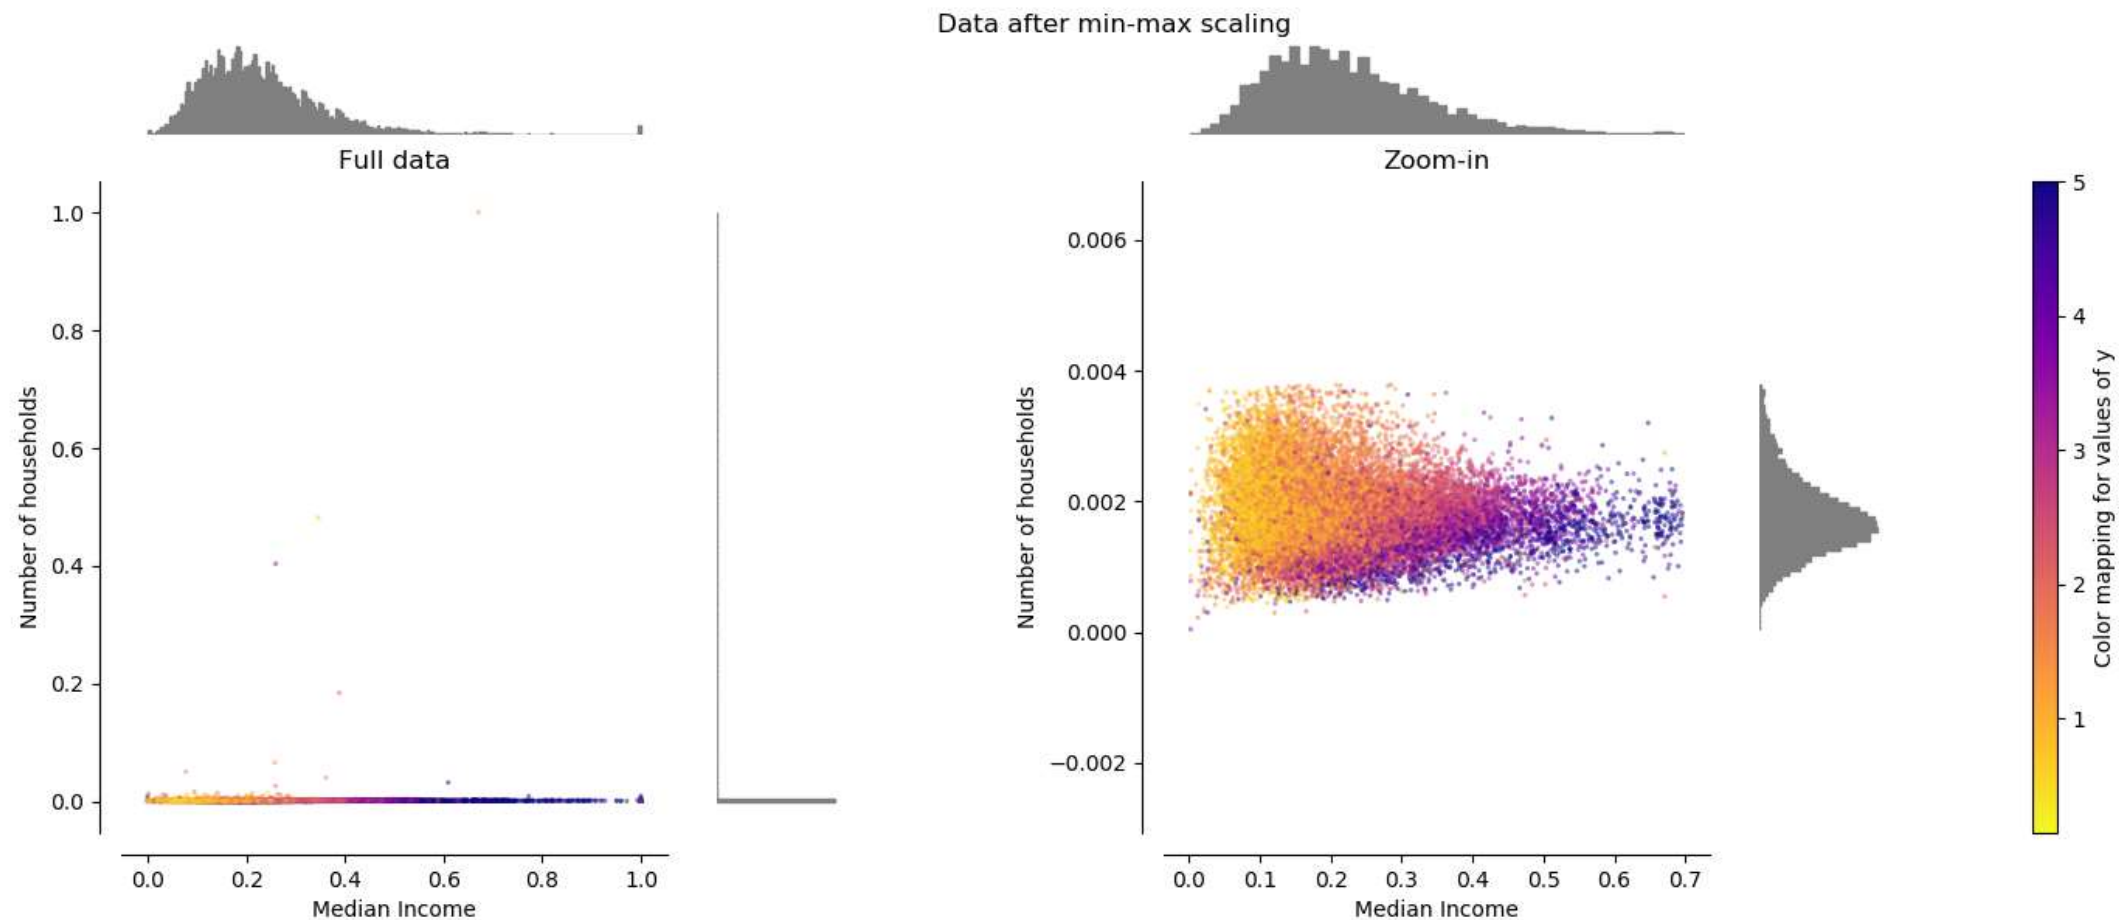 Data after min-max scaling
Full data
1.0
0.8
0.6
0.4
0.2
0.0
Number of households
0.0 0.2 0.4 0.6 0.8 1.0
Median Income
Zoom-in
0.006
0.004
0.002
0.000
−0.002
Number of households
0.0 0.1 0.2 0.3 0.4 0.5 0.6 0.7
Median Income
5
4
3
2
1
Color mapping for values of y